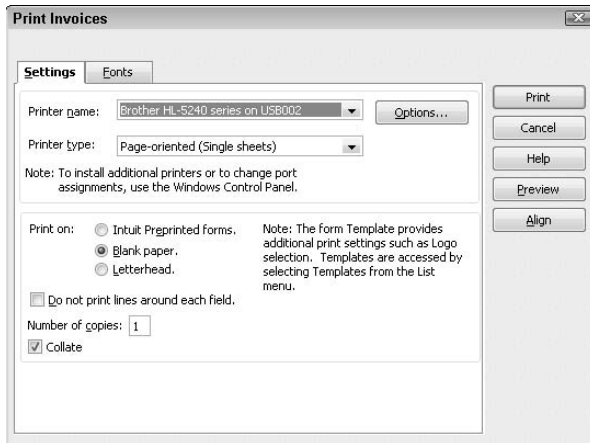 Print Invoices
Settings
Fonts
Printer name:
Brother HL-5240 series on USB002
Options...
Printer type:
Page-oriented (Single sheets)
Note: To install additional printers or to change port
assignments, use the Windows Control Panel.
Print on:
Intuit Preprinted forms.
Blank paper.
Letterhead.
Note: The form Template provides
additional print settings such as Logo
selection. Templates are accessed by
selecting Templates from the List
menu.
Do not print lines around each field.
Number of copies: 1
Collate
Print
Cancel
Help
Preview
Align